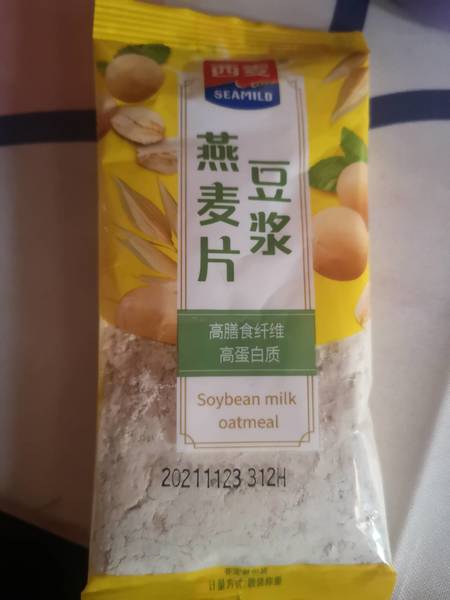 西麦
SEAMILD
豆浆
燕麦片
高膳食纤维
高蛋白质
Soybean milk
oatmeal
20211123 312H